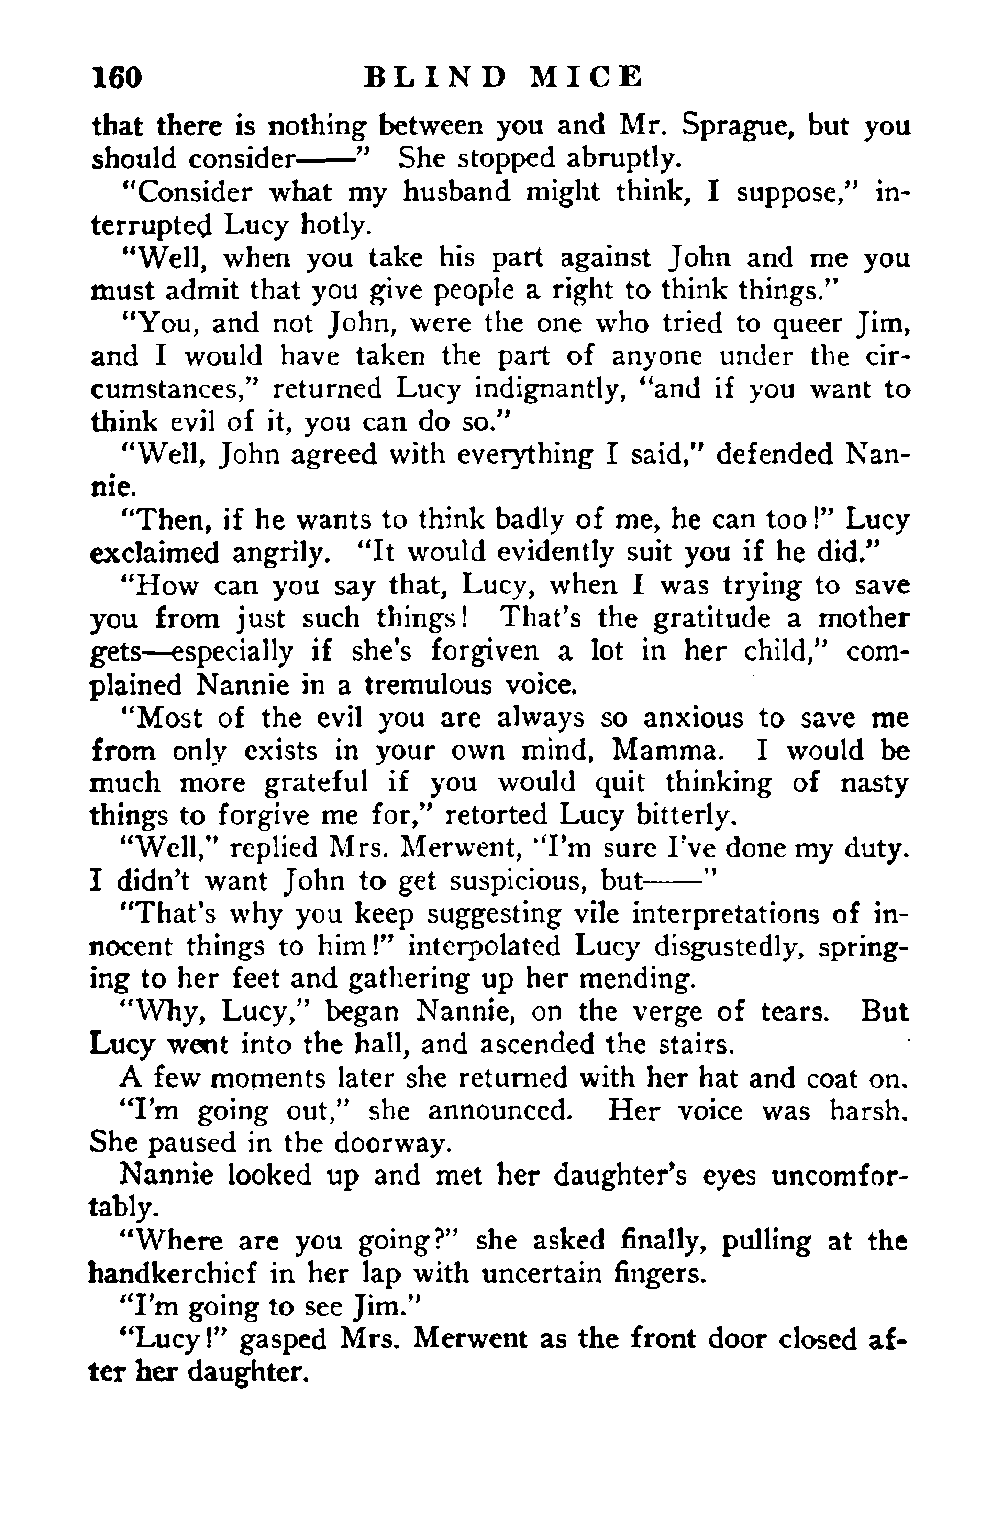 160 BLIND MICE
that there is nothing between you and Mr. Sprague, but you
should consider——” She stopped abruptly.
“Consider what my husband might think, I suppose,” in-
terrupted Lucy hotly.
“Well, when you take his part against John and me you
must admit that you give people a right to think things.”
“You, and not John, were the one who tried to queer Jim,
and I would have taken the part of anyone under the cir-
cumstances,” returned Lucy indignantly, “and if you want to
think evil of it, you can do so.”
“Well, John agreed with everything I said,” defended Nan-
nie.
“Then, if he wants to think badly of me, he can too!” Lucy
exclaimed angrily. “It would evidently suit you if he did.”
“How can you say that, Lucy, when I was trying to save
you from just such things! That’s the gratitude a mother
gets—especially if she’s forgiven a lot in her child,” com-
plained Nannie in a tremulous voice.
“Most of the evil you are always so anxious to save me
from only exists in your own mind, Mamma. I would be
much more grateful if you would quit thinking of nasty
things to forgive me for,” retorted Lucy bitterly.
“Well,” replied Mrs. Merwent, “I’m sure I’ve done my duty.
I didn’t want John to get suspicious, but——”
“That’s why you keep suggesting vile interpretations of in-
nocent things to him!” interpolated Lucy disgustedly, spring-
ing to her feet and gathering up her mending.
“Why, Lucy,” began Nannie, on the verge of tears. But
Lucy went into the hall, and ascended the stairs.
A few moments later she returned with her hat and coat on.
“I’m going out,” she announced. Her voice was harsh.
She paused in the doorway.
Nannie looked up and met her daughter’s eyes uncomfor-
tably.
“Where are you going?” she asked finally, pulling at the
handkerchief in her lap with uncertain fingers.
“I’m going to see Jim.”
“Lucy!” gasped Mrs. Merwent as the front door closed af-
ter her daughter.